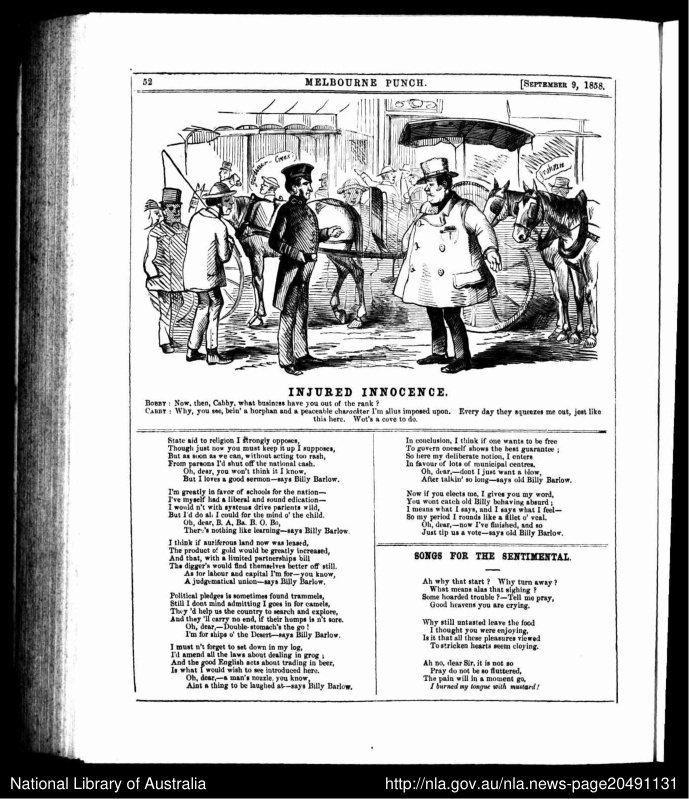 52
MELBOURNE PUNCH.
[SEPTEMBER 9, 1858.
INJURED INNOCENCE.
BOBBY : Now, then, Cabby, what business have you out of the rank ?
CABBY : Why, you see, bein' a horphan and a peaceable charackter I'm allus imposed upon. Every day they squeezes me out, jest like
this here. Wot's a cove to do.
State aid to religion I strongly opposes,
Though just now you must keep it up I supposes,
But as soon as we can, without acting too rash,
From parsons I'd shut off the national cash.
Oh, dear, you won't think it I know,
But I loves a good sermon—says Billy Barlow.
I'm greatly in favor of schools for the nation—
I've myself had a liberal and sound edication—
I would n't with systems drive parients wild,
But I'd do all I could for the mind o' the child.
Oh, dear, B. A, Ba. B. O. Bo,
There's nothing like learning—says Billy Barlow.
I think if auriferous land now was leased,
The product of gold would be greatly increased,
And that, with a limited partnerships bill
The digger's would find themselves better off still.
As for labour and capital I'm for—you know,
A judgematical union—says Billy Barlow.
Political pledges is sometimes found trammels,
Still I dont mind admitting I goes in for camels,
They 'd help us the country to search and explore,
And they 'll carry no end, if their humps is n't sore.
Oh, dear,—Double-stomach's the go !
I'm for ships o' the Desert—says Billy Barlow.
I must n't forget to set down in my log,
I'd amend all the laws about dealing in grog ;
And the good English acts about trading in beer,
Is what I would wish to see introduced here.
Oh, dear,—a man's nozzle, you know,
Aint a thing to be laughed at—says Billy Barlow.
In conclusion, I think if one wants to be free
To govern oneself shows the best guarantee ;
So here my deliberate notion, I enters
In favour of lots of municipal centres.
Oh, dear,—dont I just want a blow,
After talkin' so long—says old Billy Barlow.
Now if you elects me, I gives you my word,
You wont catch old Billy behaving absurd ;
I means what I says, and I says what I feel—
So my period I rounds like a fillet o' veal.
Oh, dear,—now I've finished, and so
Just tip us a vote—says old Billy Barlow.
SONGS FOR THE SENTIMENTAL.
Ah why that start ? Why turn away ?
What means alas that sighing ?
Some hoarded trouble ?—Tell me pray,
Good heavens you are crying.
Why still untasted leave the food
I thought you were enjoying,
Is it that all these pleasures viewed
To stricken hearts seem cloying.
Ah no, dear Sir, it is not so
Pray do not be so fluttered,
The pain will in a moment go,
I burned my tongue with mustard!
National Library of Australia
http://nla.gov.au/nla.news-page20491131